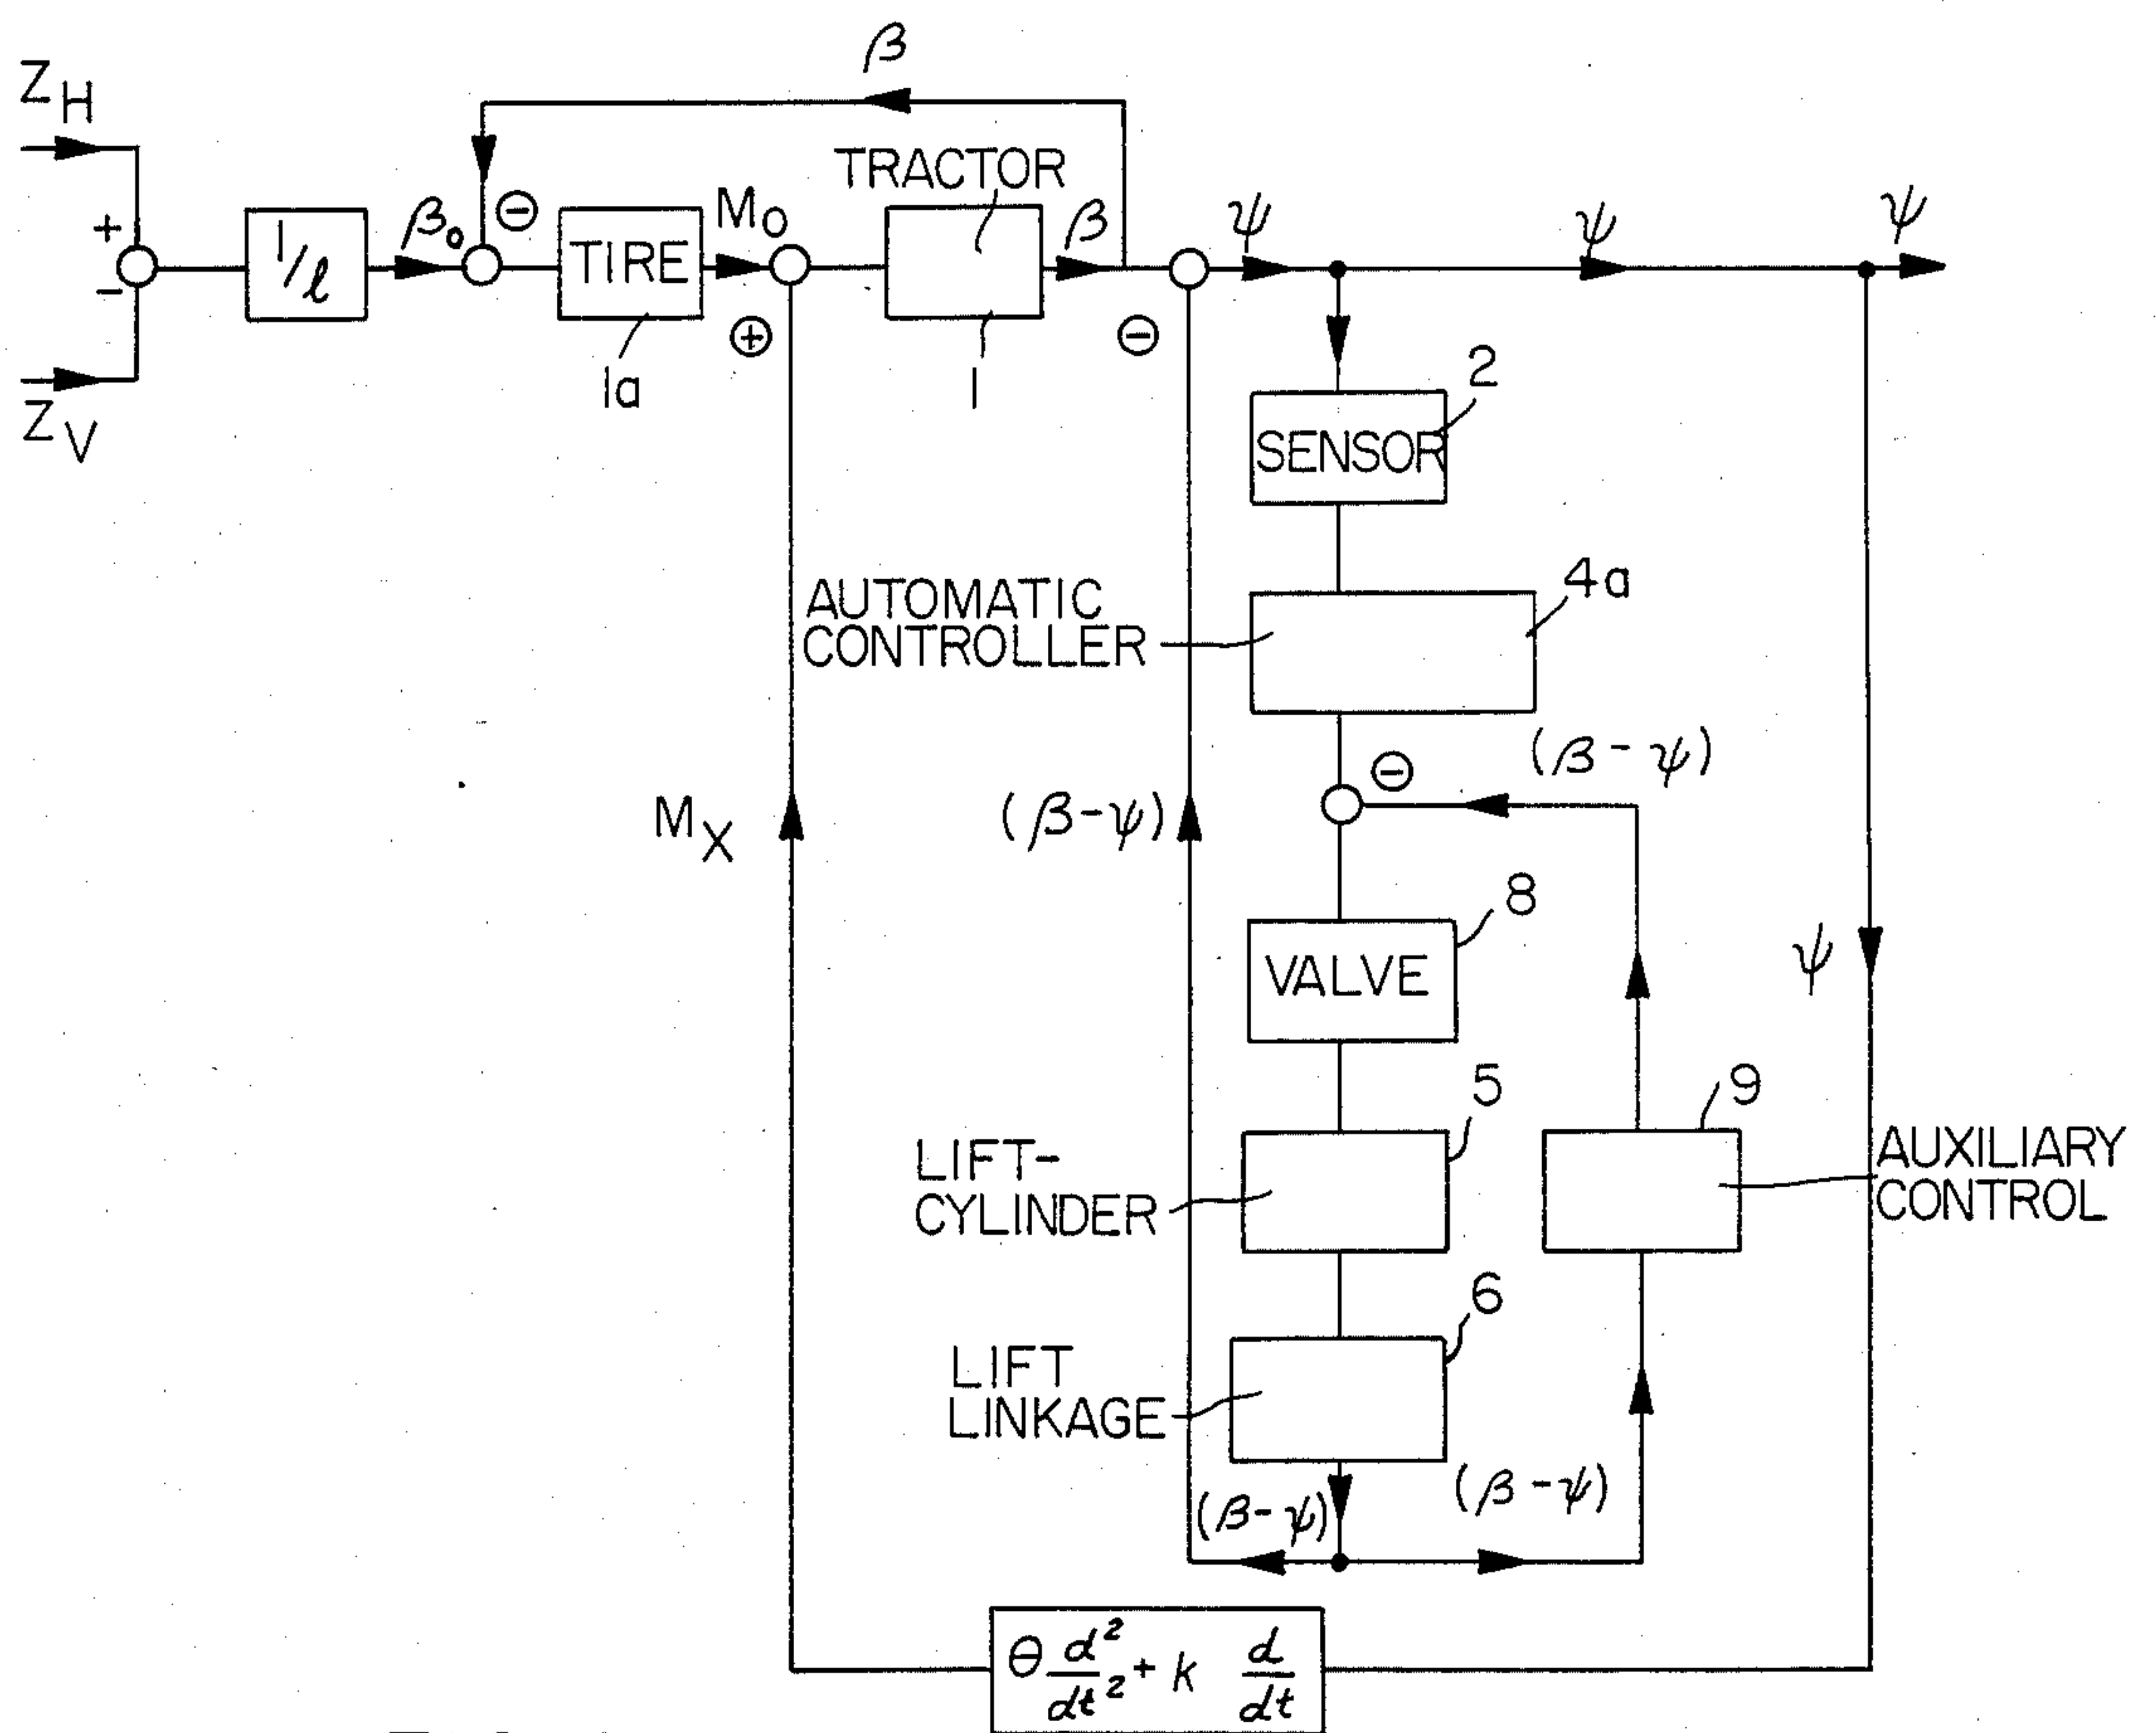 β
Z_H
TRACTOR
+
β₀
⊖
M_O
β
ψ
ψ
ψ
1/ℓ
TIRE
−
⊕
⊖
Z_V
1a
1
2
SENSOR
AUTOMATIC
CONTROLLER
4a
(β-ψ)
⊖
M_X
(β-ψ)
8
VALVE
ψ
5
9
LIFT-
CYLINDER
AUXILIARY
CONTROL
6
LIFT
LINKAGE
(β-ψ)
(β-ψ)
θ d²/dt² + k d/dt